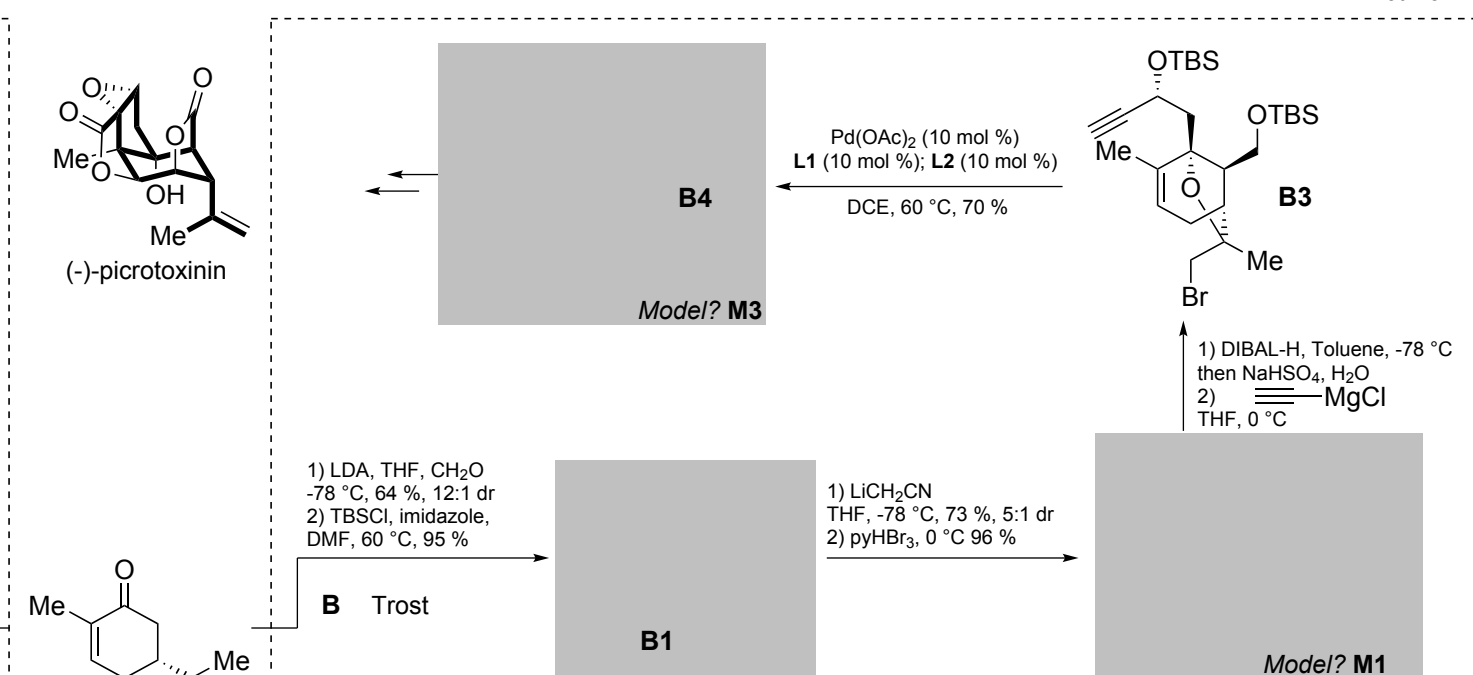 OTBS
OTBS
Me
O
B3
Me
Br
Pd(OAc)2 (10 mol %)
L1 (10 mol %); L2 (10 mol %)
DCE, 60 °C, 70 %
B4
Model? M3
O
O
O
O
Me
O
OH
Me
(-)-picrotoxinin
1) DIBAL-H, Toluene, -78 °C
then NaHSO4, H2O
2) MgCl
THF, 0 °C
1) LDA, THF, CH2O
-78 °C, 64 %, 12:1 dr
2) TBSCl, imidazole,
DMF, 60 °C, 95 %
B Trost
B1
1) LiCH2CN
THF, -78 °C, 73 %, 5:1 dr
2) pyHBr3, 0 °C 96 %
Model? M1
O
Me
Me